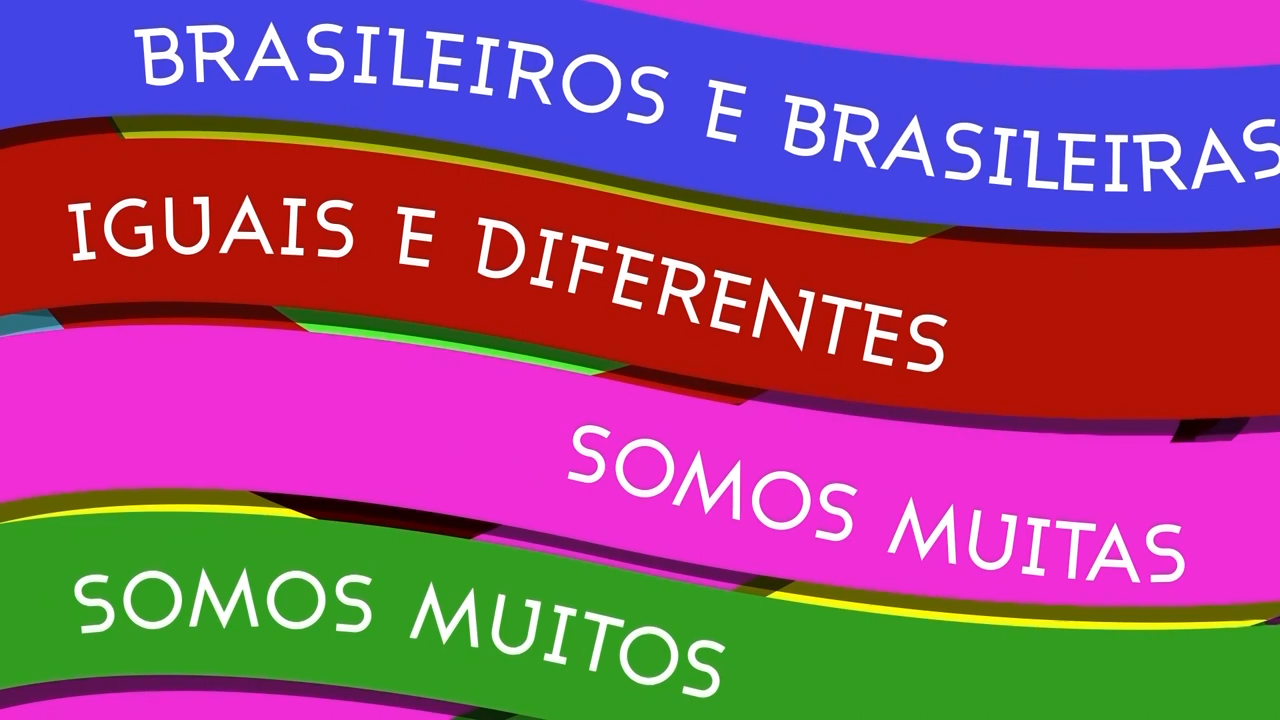 BRASILEIROS E BRASILEIRAS
IGUAIS E DIFERENTES
SOMOS MUITAS
SOMOS MUITOS